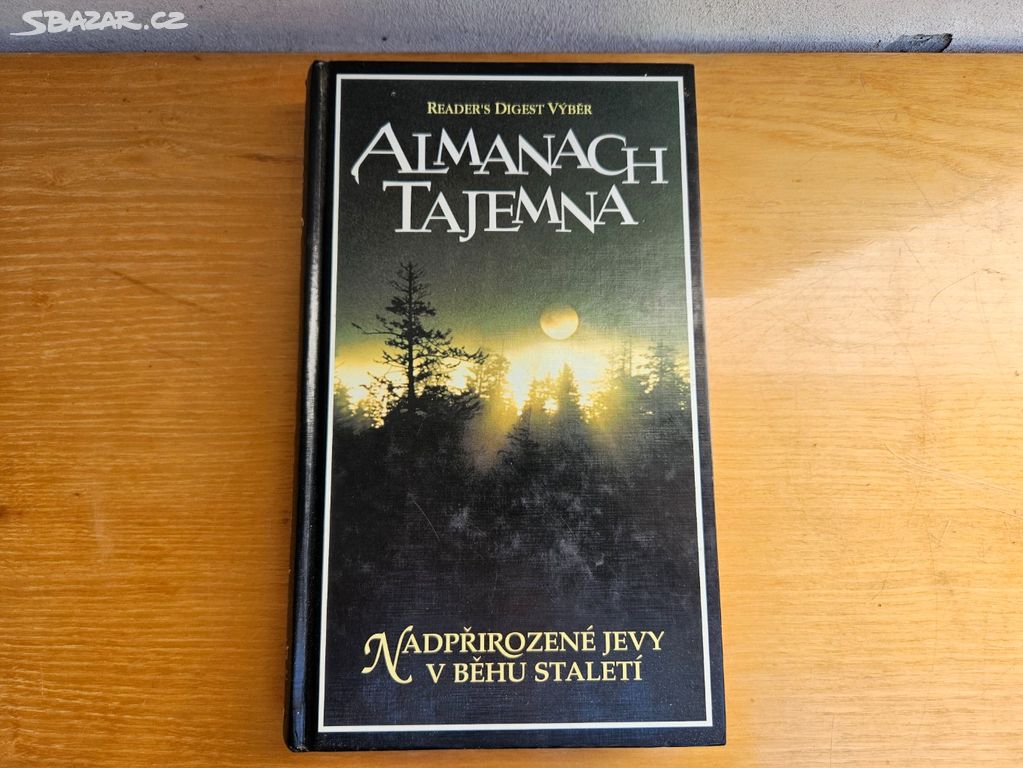 SBAZAR.CZ
READER'S DIGEST VÝBĚR
ALMANACH
TAJEMNA
NADPŘIROZENÉ JEVY
V BĚHU STALETÍ